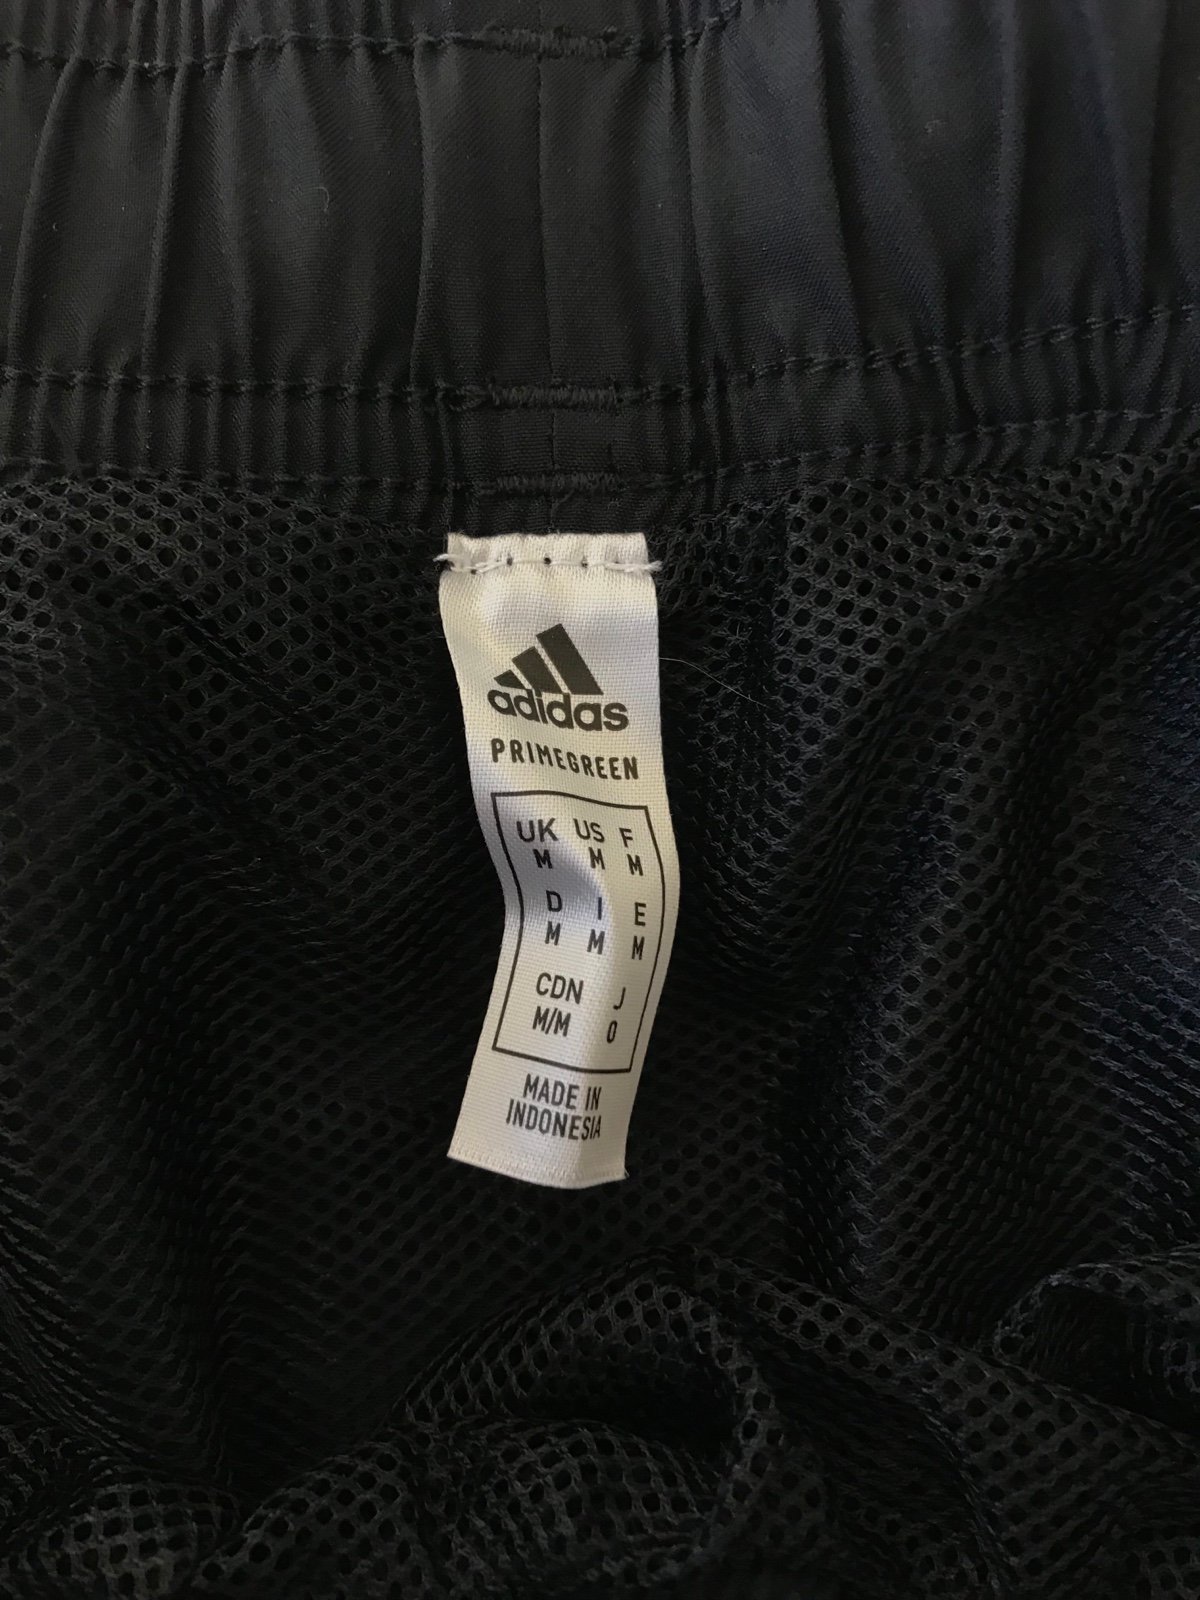 adidas
PRIMEGREEN
UK US F
M M M
D I E
M M M
CDN J
M/M O
MADE IN
INDONESIA